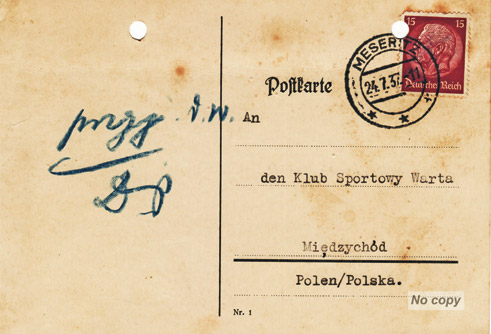 15 15
Deutsches Reich
MESERITZ
24.7.37.
Postkarte
An
den Klub Sportowy Warta
Międzychód
Polen/Polska.
Nr. 1
No copy